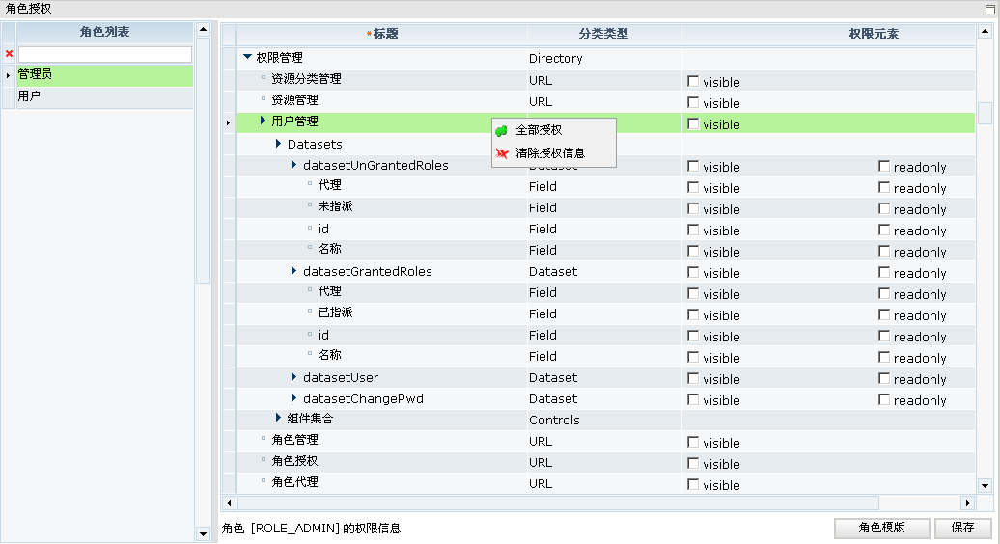 角色授权
角色列表
管理员
用户
*标题 分类类型 权限元素
权限管理 Directory
资源分类管理 URL visible
资源管理 URL visible
用户管理 visible
全部授权
清除授权信息
Datasets
datasetUnGrantedRoles Dataset visible readonly
代理 Field visible readonly
未指派 Field visible readonly
id Field visible readonly
名称 Field visible readonly
datasetGrantedRoles Dataset visible readonly
代理 Field visible readonly
已指派 Field visible readonly
id Field visible readonly
名称 Field visible readonly
datasetUser Dataset visible readonly
datasetChangePwd Dataset visible readonly
组件集合 Controls
角色管理 URL visible
角色授权 URL visible
角色代理 URL visible
角色 [ROLE_ADMIN] 的权限信息
角色模版 保存